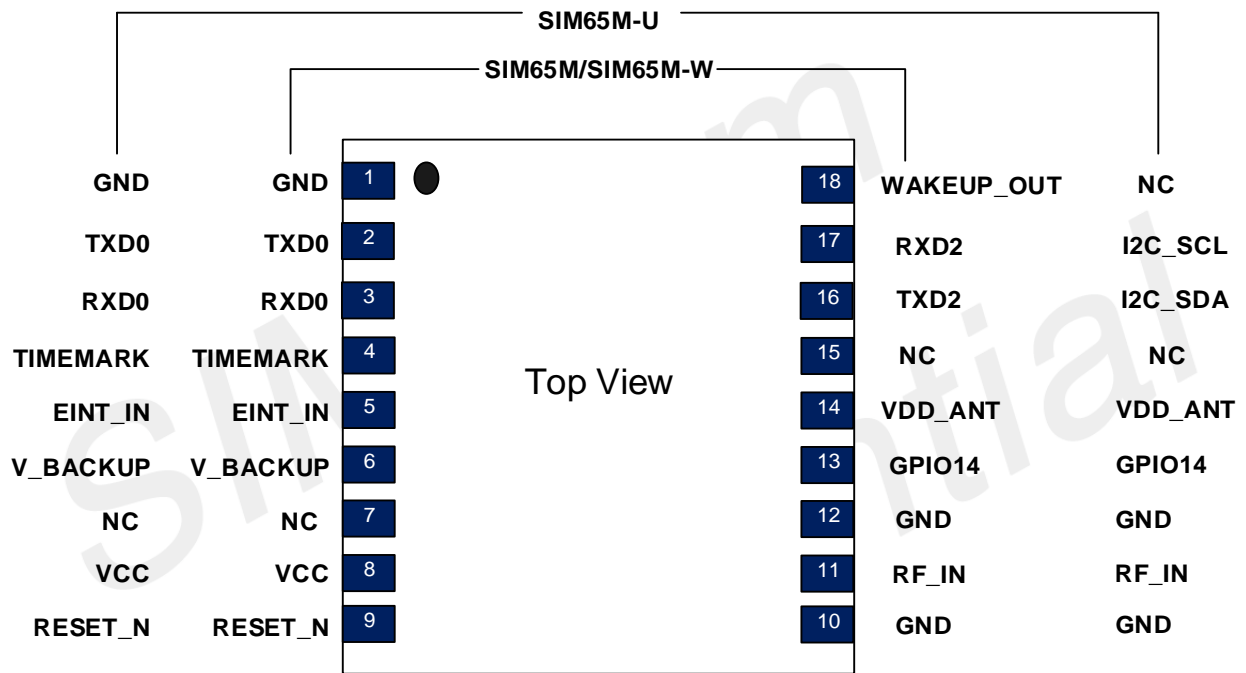 SIM65M-U
SIM65M/SIM65M-W
GND GND 1 18 WAKEUP_OUT NC
TXD0 TXD0 2 17 RXD2 I2C_SCL
RXD0 RXD0 3 16 TXD2 I2C_SDA
TIMEMARK TIMEMARK 4 15 NC NC
Top View
EINT_IN EINT_IN 5 14 VDD_ANT VDD_ANT
V_BACKUP V_BACKUP 6 13 GPIO14 GPIO14
NC NC 7 12 GND GND
VCC VCC 8 11 RF_IN RF_IN
RESET_N RESET_N 9 10 GND GND